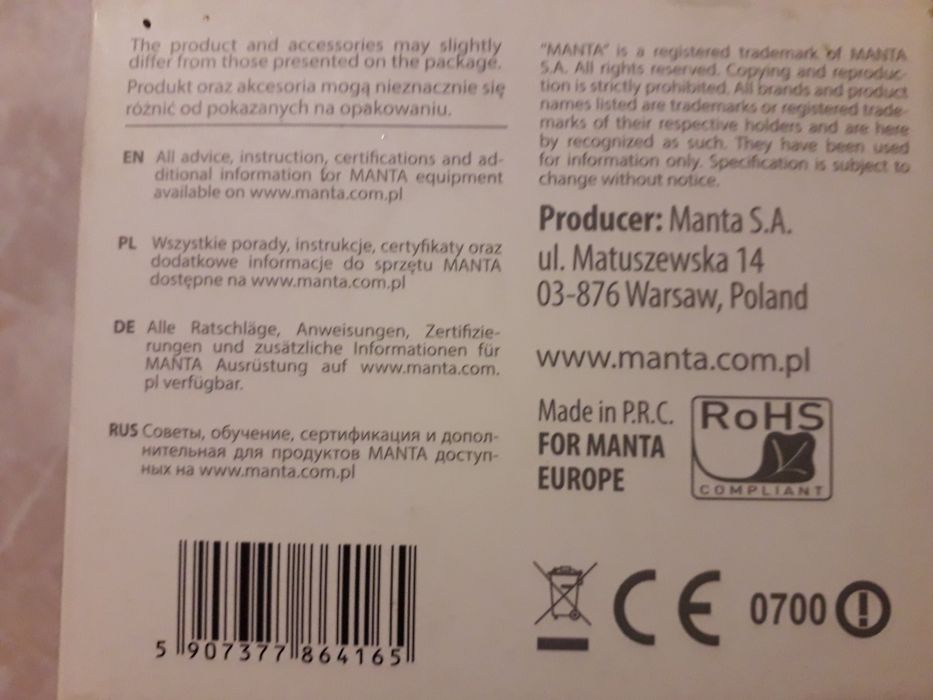 The product and accessories may slightly
differ from those presented on the package.
Produkt oraz akcesoria mogą nieznacznie się
różnić od pokazanych na opakowaniu.
EN All advice, instruction, certifications and ad-
ditional information for MANTA equipment
available on www.manta.com.pl
PL Wszystkie porady, instrukcje, certyfikaty oraz
dodatkowe informacje do sprzętu MANTA
dostępne na www.manta.com.pl
DE Alle Ratschläge, Anweisungen, Zertifizie-
rungen und zusätzliche Informationen für
MANTA Ausrüstung auf www.manta.com.
pl verfügbar.
RUS Советы, обучение, сертификация и допол-
нительная для продуктов MANTA доступ-
ных на www.manta.com.pl
5 907377 864165
"MANTA" is a registered trademark of MANTA
S.A. All rights reserved. Copying and reproduc-
tion is strictly prohibited. All brands and product
names listed are trademarks or registered trade-
marks of their respective holders and are here
by recognized as such. They have been used
for information only. Specification is subject to
change without notice.
Producer: Manta S.A.
ul. Matuszewska 14
03-876 Warsaw, Poland
www.manta.com.pl
Made in P.R.C.
FOR MANTA
EUROPE
RoHS
COMPLIANT
CE 0700